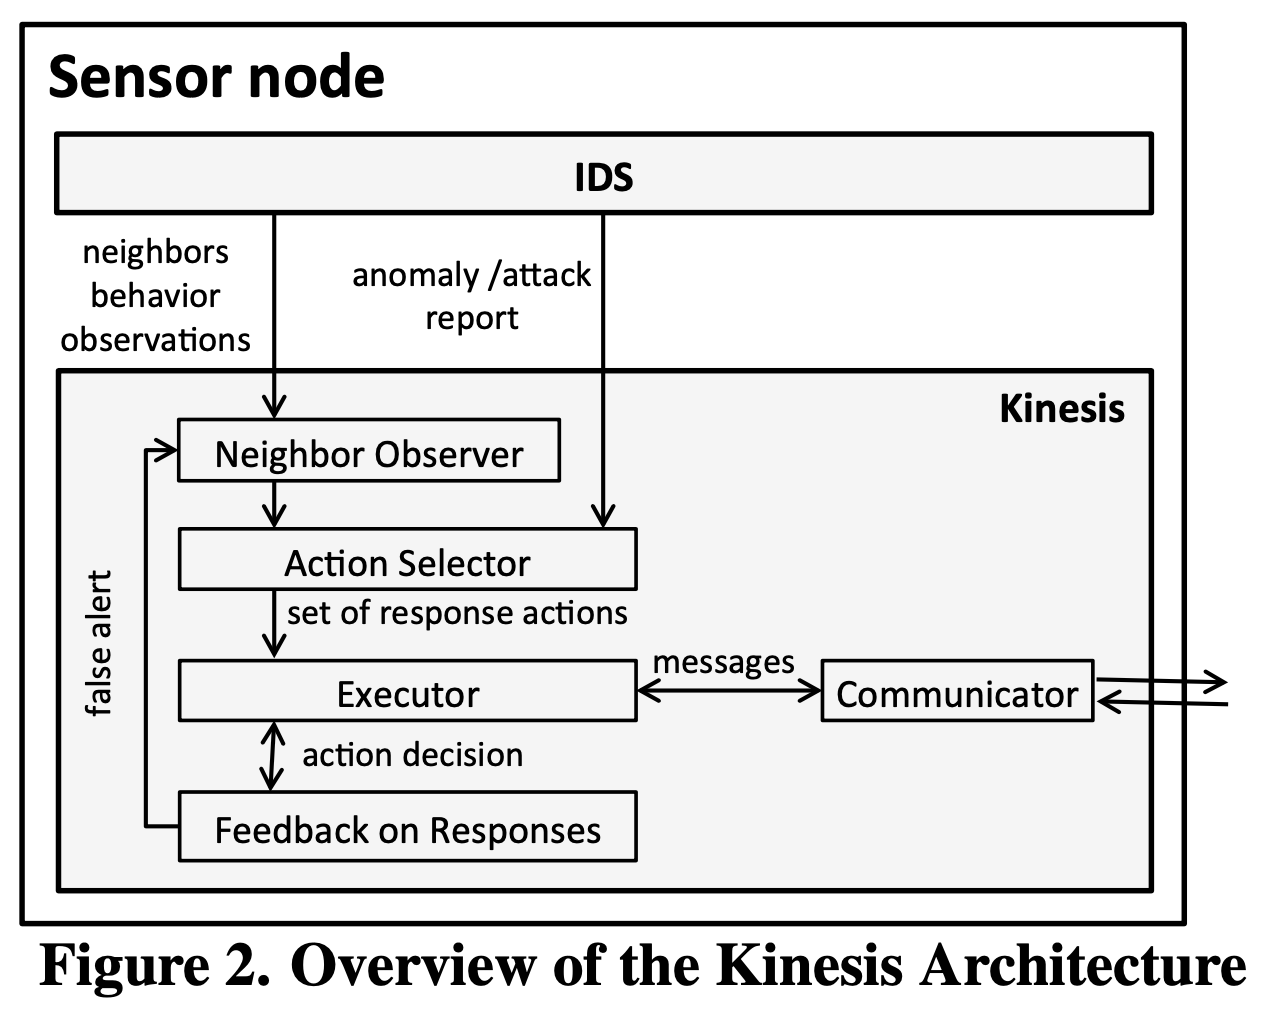 Sensor node
IDS
neighbors
behavior
observations
anomaly /attack
report
Kinesis
Neighbor Observer
Action Selector
set of response actions
false alert
Executor
messages
Communicator
action decision
Feedback on Responses
Figure 2. Overview of the Kinesis Architecture